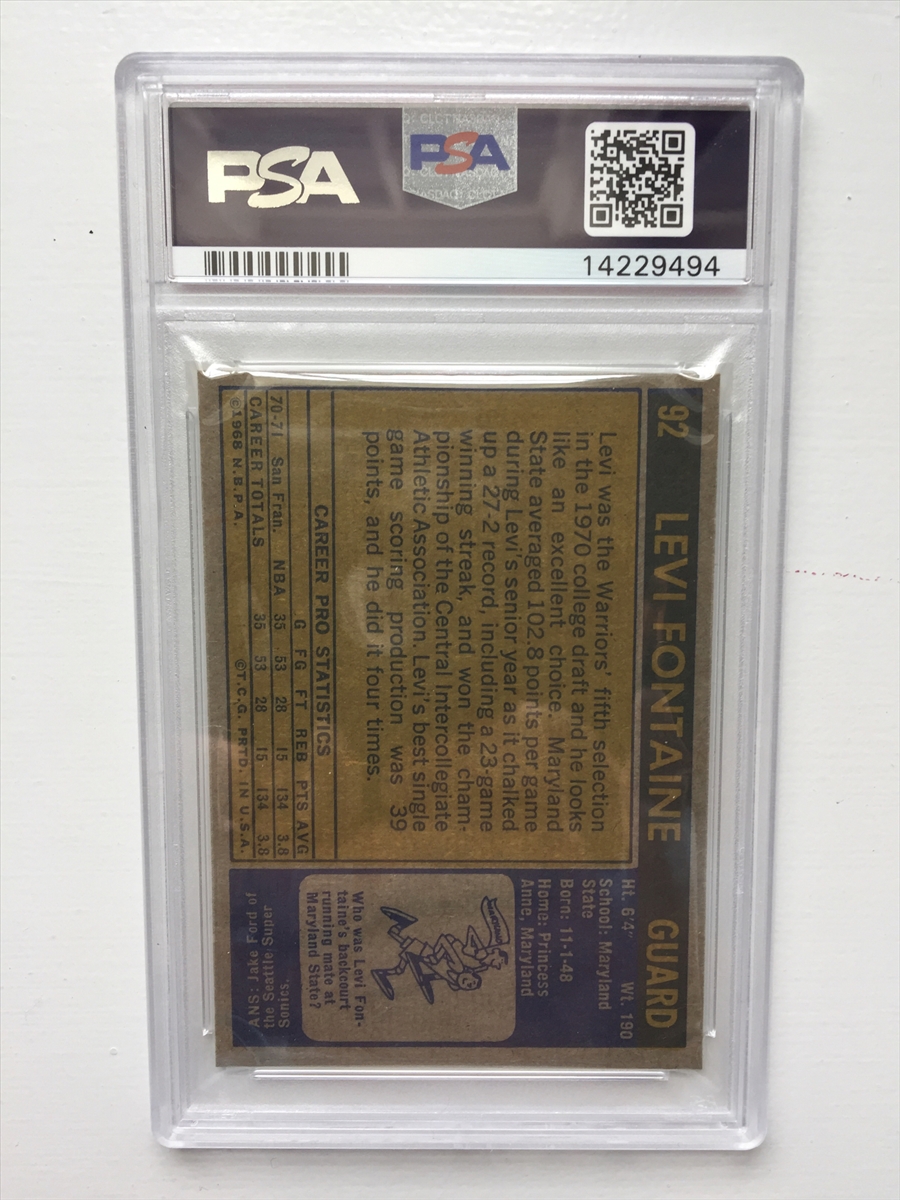 PSA
PSA
14229494
92 LEVI FONTAINE GUARD
Levi was the Warriors' fifth selection
in the 1970 college draft and he looks
like an excellent choice. Maryland
State averaged 102.8 points per game
during Levi's senior year as it chalked
up a 27-2 record, including a 23-game
winning streak, and won the cham-
pionship of the Central Intercollegiate
Athletic Association. Levi's best single
game scoring production was 39
points, and he did it four times.
CAREER PRO STATISTICS
G FG FT REB PTS AVG
70-71 San Fran. NBA 35 53 28 15 134 3.8
CAREER TOTALS 35 53 28 15 134 3.8
©1968 N.B.P.A. ©T.C.G. PRTD. IN U.S.A.
Ht. 6'4" Wt. 190
School: Maryland
State
Born: 11-1-48
Home: Princess
Anne, Maryland
Who was Levi Fon-
taine's backcourt
running mate at
Maryland State?
ANS: Jake Ford of
the Seattle Super
Sonics.